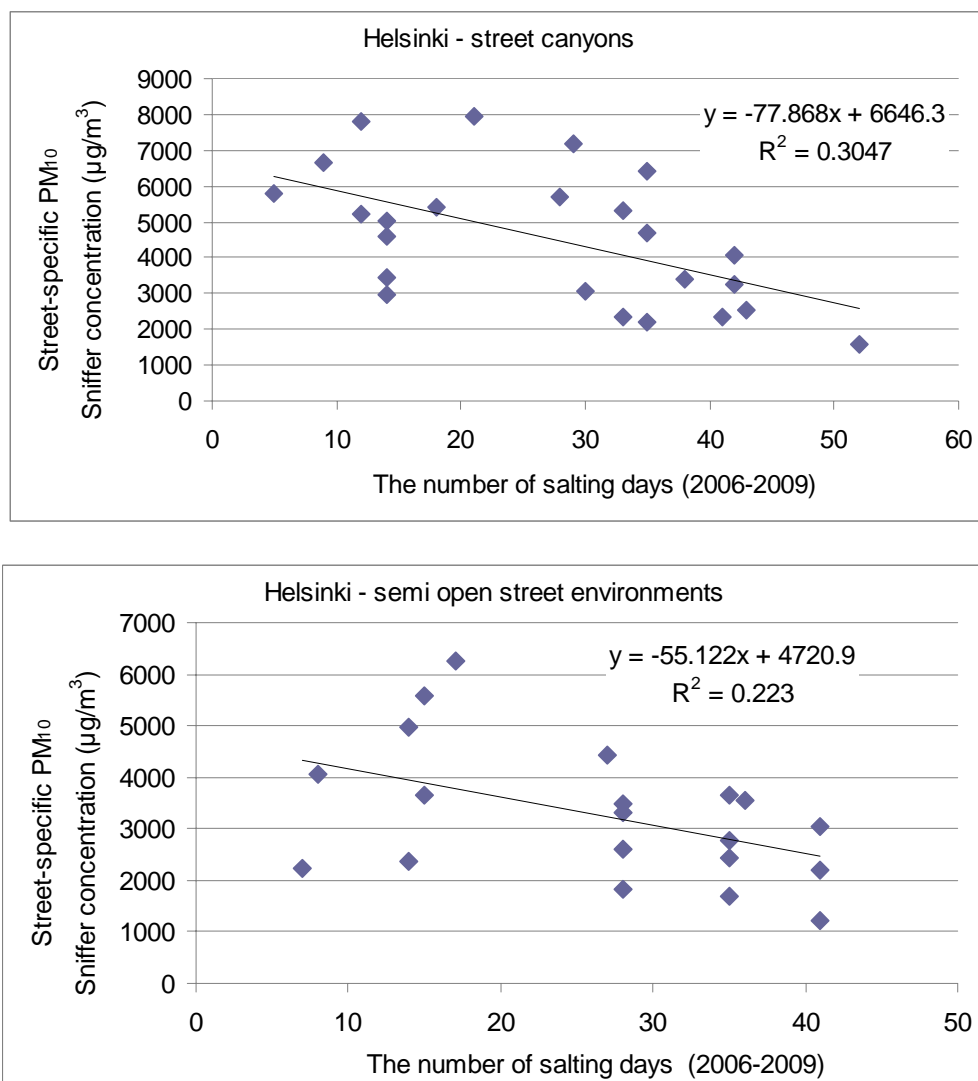 Helsinki - street canyons
y = -77.868x + 6646.3
R² = 0.3047
Street-specific PM₁₀
Sniffer concentration (µg/m³)
9000
8000
7000
6000
5000
4000
3000
2000
1000
0
0 10 20 30 40 50 60
The number of salting days (2006-2009)
Helsinki - semi open street environments
y = -55.122x + 4720.9
R² = 0.223
Street-specific PM₁₀
Sniffer concentration (µg/m³)
7000
6000
5000
4000
3000
2000
1000
0
0 10 20 30 40 50
The number of salting days (2006-2009)